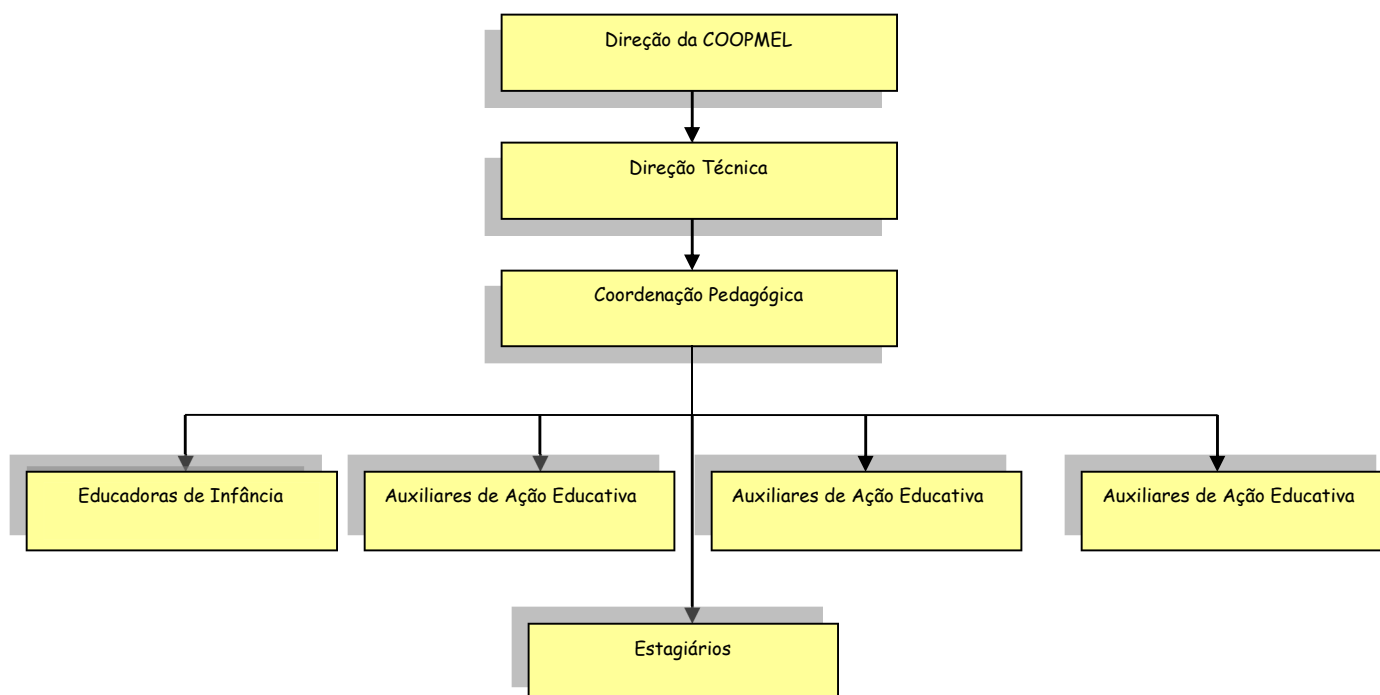 Direção da COOPMEL
Direção Técnica
Coordenação Pedagógica
Educadoras de Infância
Auxiliares de Ação Educativa
Auxiliares de Ação Educativa
Auxiliares de Ação Educativa
Estagiários